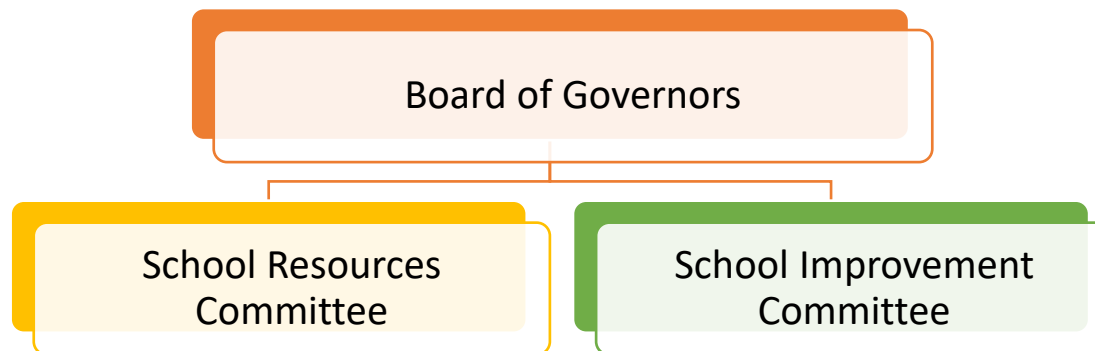 Board of Governors
School Resources
Committee
School Improvement
Committee